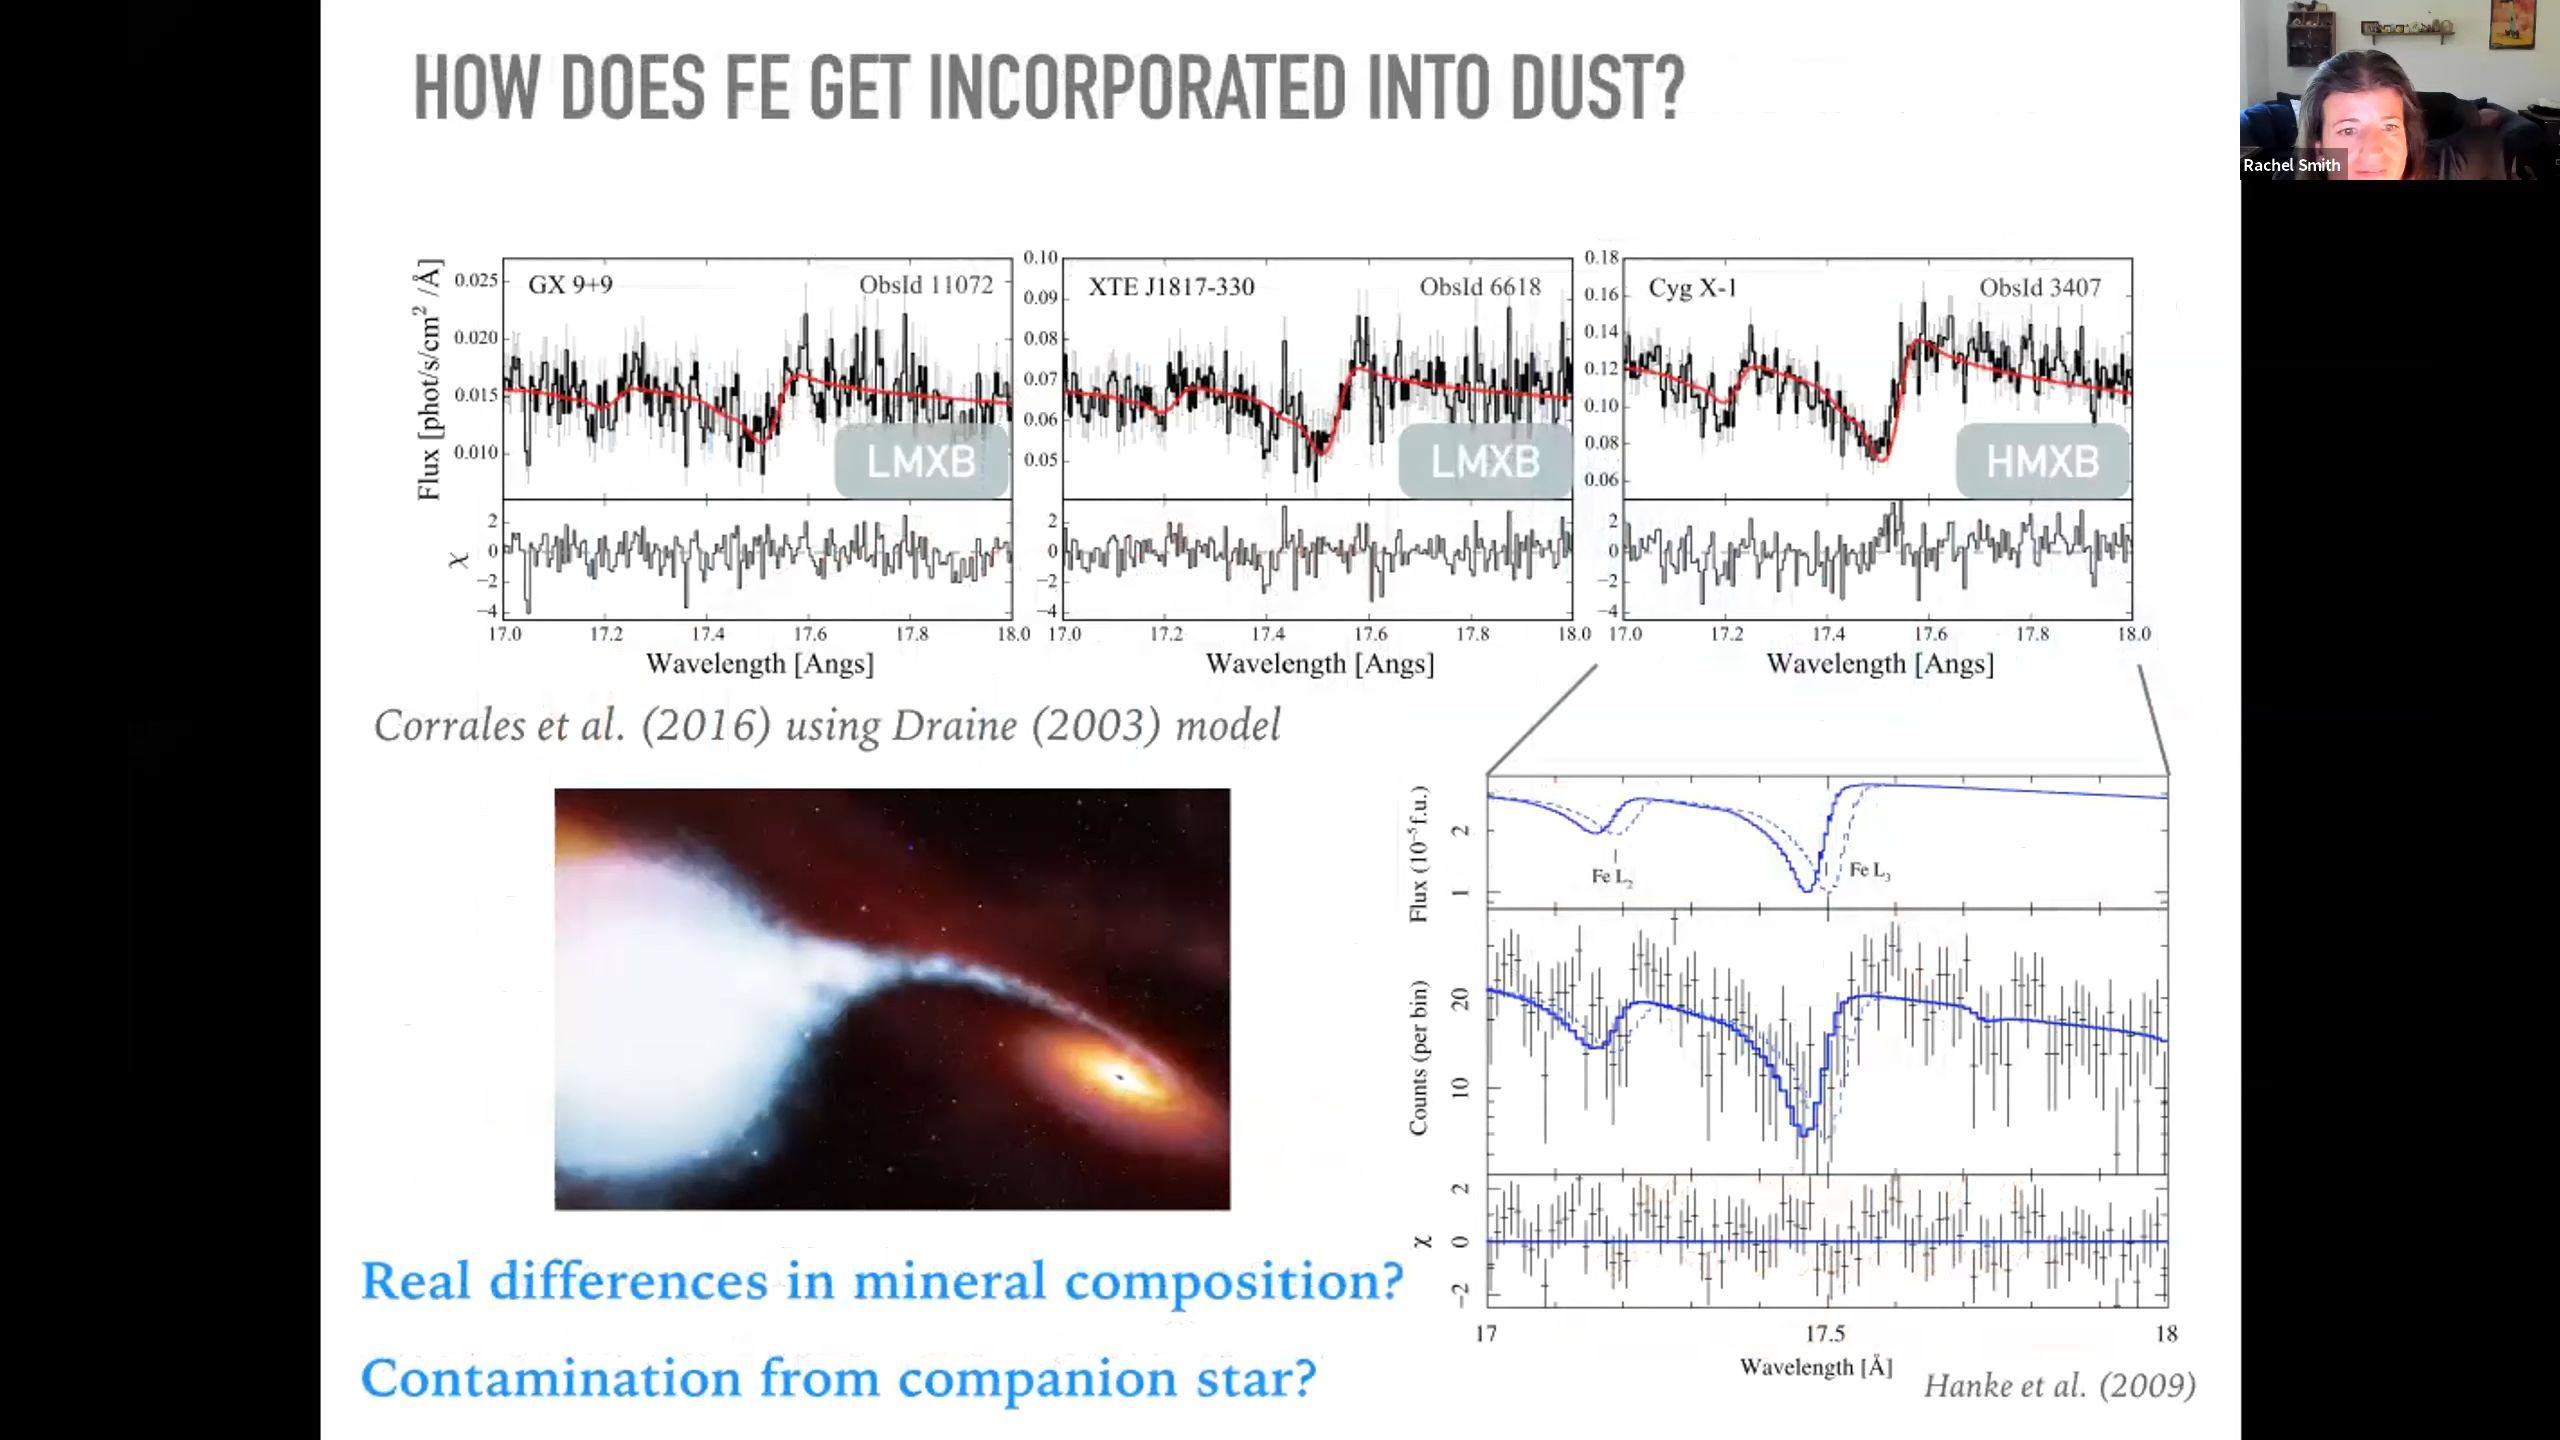 HOW DOES FE GET INCORPORATED INTO DUST?
Rachel Smith
Flux [phot/s/cm² /Å]
0.025
0.020
0.015
0.010
GX 9+9 ObsId 11072
LMXB
χ
2
0
−2
−4
17.0 17.2 17.4 17.6 17.8 18.0
Wavelength [Angs]
0.10
0.09
0.08
0.07
0.06
0.05
XTE J1817-330 ObsId 6618
LMXB
2
0
−2
−4
17.0 17.2 17.4 17.6 17.8 18.0
Wavelength [Angs]
0.18
0.16
0.14
0.12
0.10
0.08
0.06
Cyg X-1 ObsId 3407
HMXB
2
0
−2
−4
17.0 17.2 17.4 17.6 17.8 18.0
Wavelength [Angs]
Corrales et al. (2016) using Draine (2003) model
Flux (10⁻⁵ f.u.)
2
1
Fe L₂
Fe L₃
Counts (per bin)
20
10
χ
2
0
−2
17 17.5 18
Wavelength [Å]
Hanke et al. (2009)
Real differences in mineral composition?
Contamination from companion star?